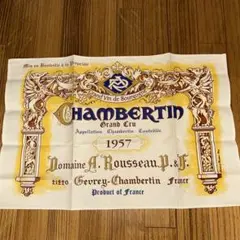 Mis en Bouteille à la Propriété
Grand Vin de Bourgogne
CHAMBERTIN
Grand Cru
Appellation Chambertin Contrôlée
1957
Domaine A. Rousseau P. & F.
21220 Gevrey-Chambertin France
Product of France